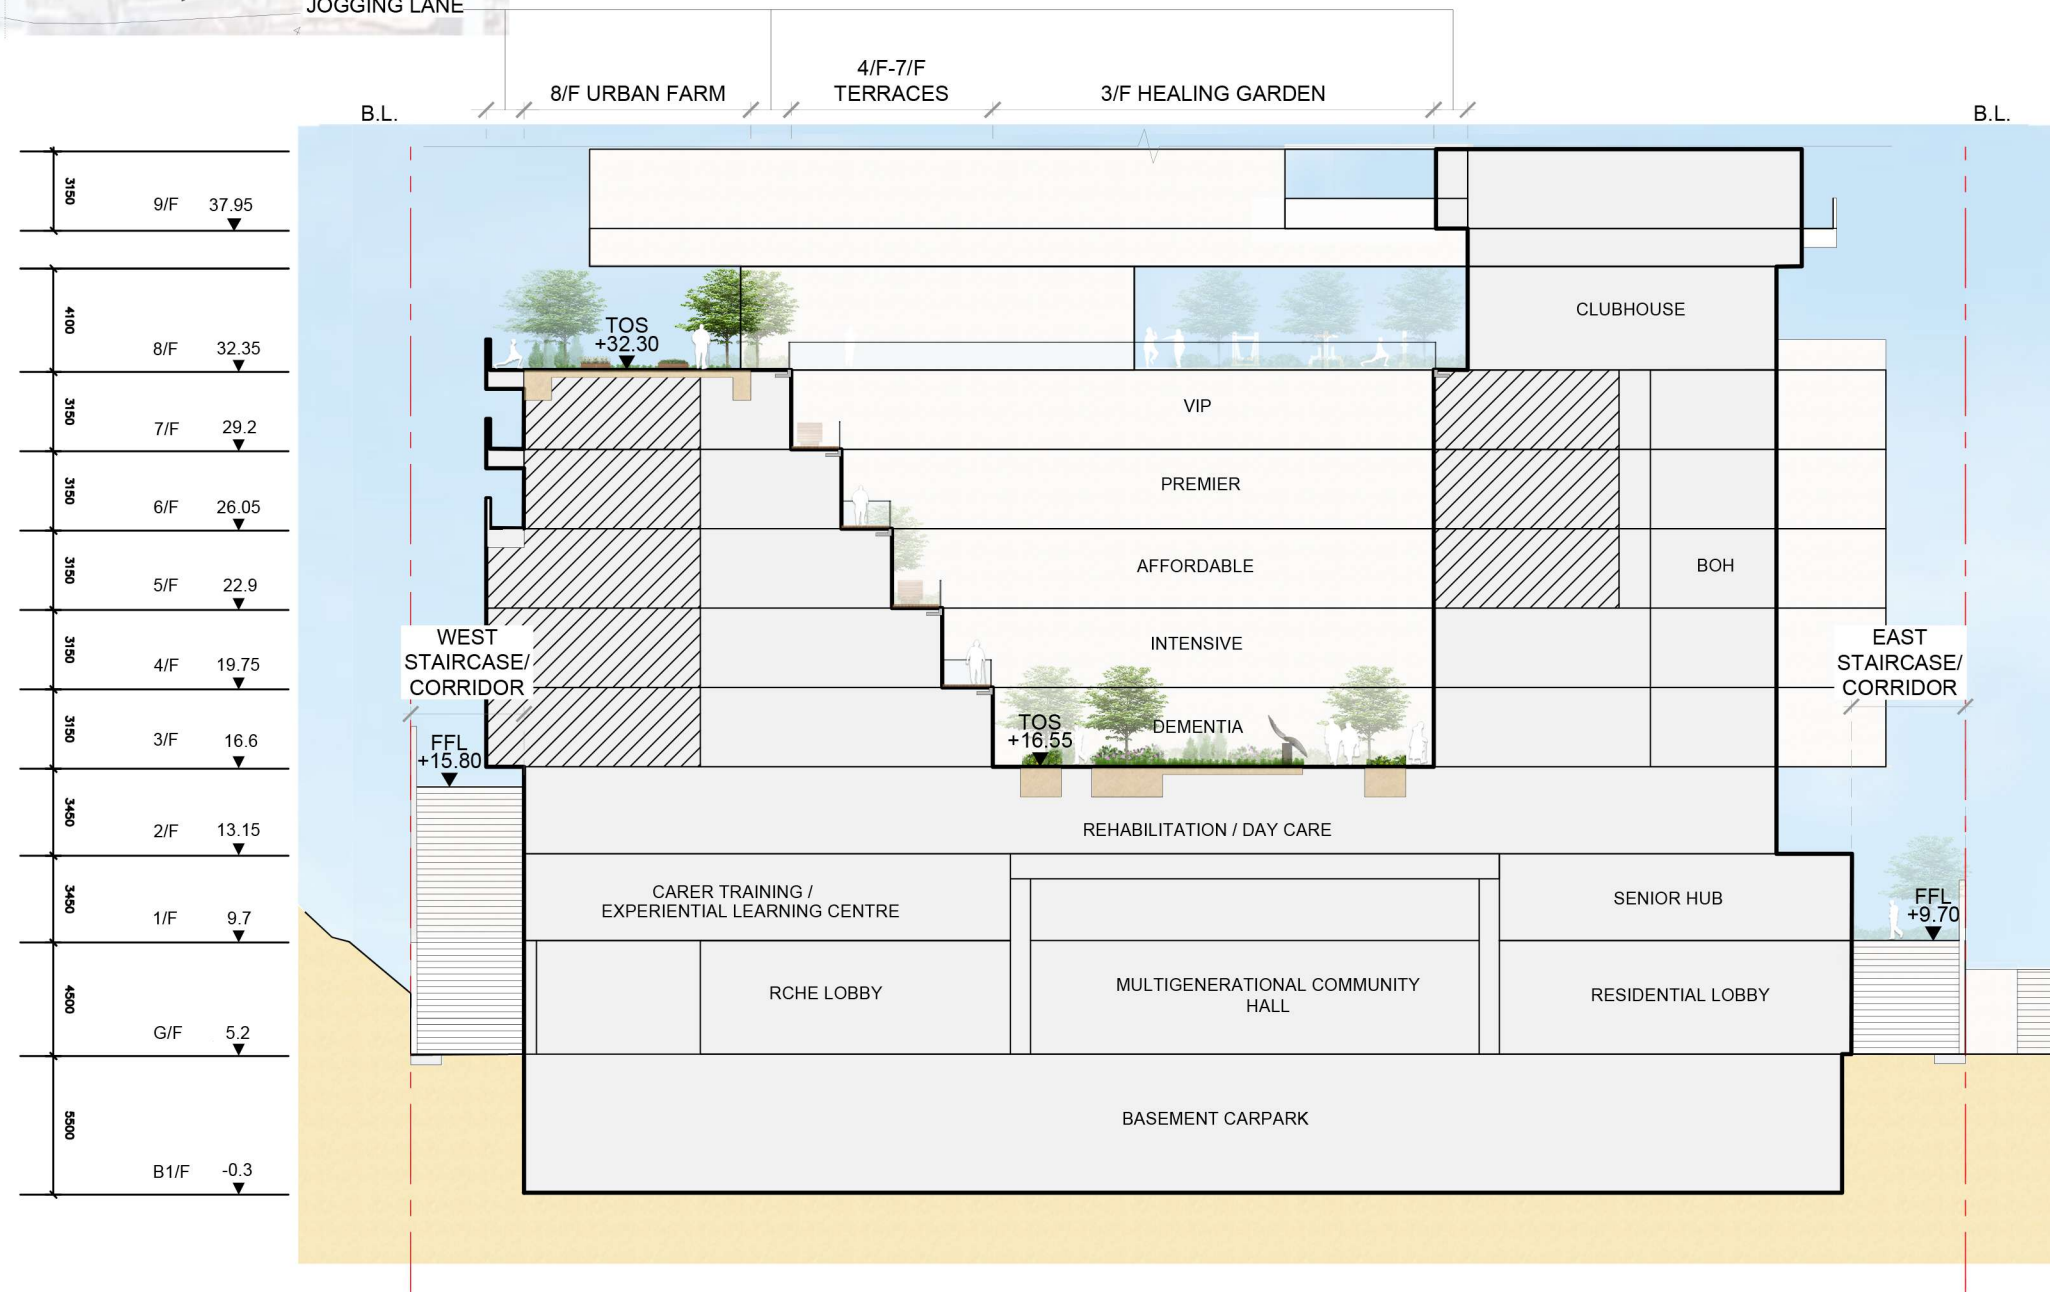 JOGGING LANE
8/F URBAN FARM
4/F-7/F
TERRACES
3/F HEALING GARDEN
B.L.
B.L.
3150
9/F 37.95
4100
8/F 32.35
3150
7/F 29.2
3150
6/F 26.05
3150
5/F 22.9
3150
4/F 19.75
3150
3/F 16.6
3450
2/F 13.15
3450
1/F 9.7
4500
G/F 5.2
5500
B1/F -0.3
TOS
+32.30
CLUBHOUSE
VIP
PREMIER
AFFORDABLE
BOH
INTENSIVE
WEST
STAIRCASE/
CORRIDOR
EAST
STAIRCASE/
CORRIDOR
DEMENTIA
TOS
+16.55
FFL
+15.80
REHABILITATION / DAY CARE
CARER TRAINING /
EXPERIENTIAL LEARNING CENTRE
SENIOR HUB
FFL
+9.70
RCHE LOBBY
MULTIGENERATIONAL COMMUNITY
HALL
RESIDENTIAL LOBBY
BASEMENT CARPARK